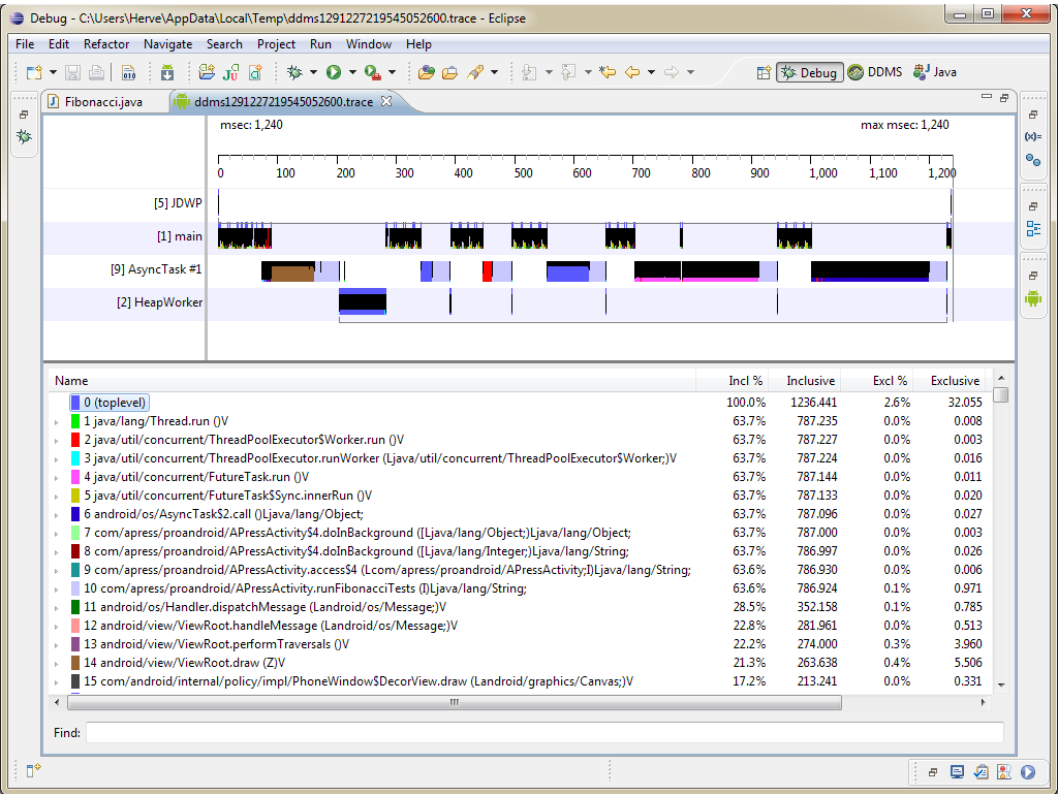 Debug - C:\Users\Herve\AppData\Local\Temp\ddms1291227219545052600.trace - Eclipse
File Edit Refactor Navigate Search Project Run Window Help
Debug DDMS Java
Fibonacci.java ddms1291227219545052600.trace
msec: 1,240 max msec: 1,240
0 100 200 300 400 500 600 700 800 900 1,000 1,100 1,200
[5] JDWP
[1] main
[9] AsyncTask #1
[2] HeapWorker
Name Incl % Inclusive Excl % Exclusive
0 (toplevel) 100.0% 1236.441 2.6% 32.055
1 java/lang/Thread.run ()V 63.7% 787.235 0.0% 0.008
2 java/util/concurrent/ThreadPoolExecutor$Worker.run ()V 63.7% 787.227 0.0% 0.003
3 java/util/concurrent/ThreadPoolExecutor.runWorker (Ljava/util/concurrent/ThreadPoolExecutor$Worker;)V 63.7% 787.224 0.0% 0.016
4 java/util/concurrent/FutureTask.run ()V 63.7% 787.144 0.0% 0.011
5 java/util/concurrent/FutureTask$Sync.innerRun ()V 63.7% 787.133 0.0% 0.020
6 android/os/AsyncTask$2.call ()Ljava/lang/Object; 63.7% 787.096 0.0% 0.027
7 com/apress/proandroid/APressActivity$4.doInBackground ([Ljava/lang/Object;)Ljava/lang/Object; 63.7% 787.000 0.0% 0.003
8 com/apress/proandroid/APressActivity$4.doInBackground ([Ljava/lang/Integer;)Ljava/lang/String; 63.7% 786.997 0.0% 0.026
9 com/apress/proandroid/APressActivity.access$4 (Lcom/apress/proandroid/APressActivity;I)Ljava/lang/String; 63.6% 786.930 0.0% 0.006
10 com/apress/proandroid/APressActivity.runFibonacciTests (I)Ljava/lang/String; 63.6% 786.924 0.1% 0.971
11 android/os/Handler.dispatchMessage (Landroid/os/Message;)V 28.5% 352.158 0.1% 0.785
12 android/view/ViewRoot.handleMessage (Landroid/os/Message;)V 22.8% 281.961 0.0% 0.513
13 android/view/ViewRoot.performTraversals ()V 22.2% 274.000 0.3% 3.960
14 android/view/ViewRoot.draw (Z)V 21.3% 263.638 0.4% 5.506
15 com/android/internal/policy/impl/PhoneWindow$DecorView.draw (Landroid/graphics/Canvas;)V 17.2% 213.241 0.0% 0.331
Find: